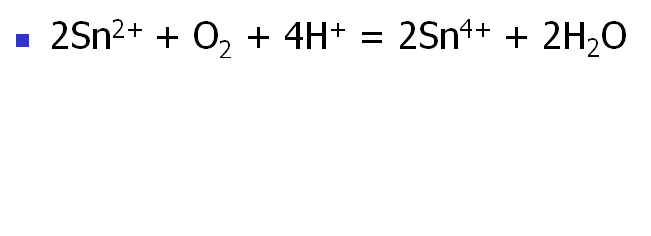 ▪ 2Sn²⁺ + O₂ + 4H⁺ = 2Sn⁴⁺ + 2H₂O